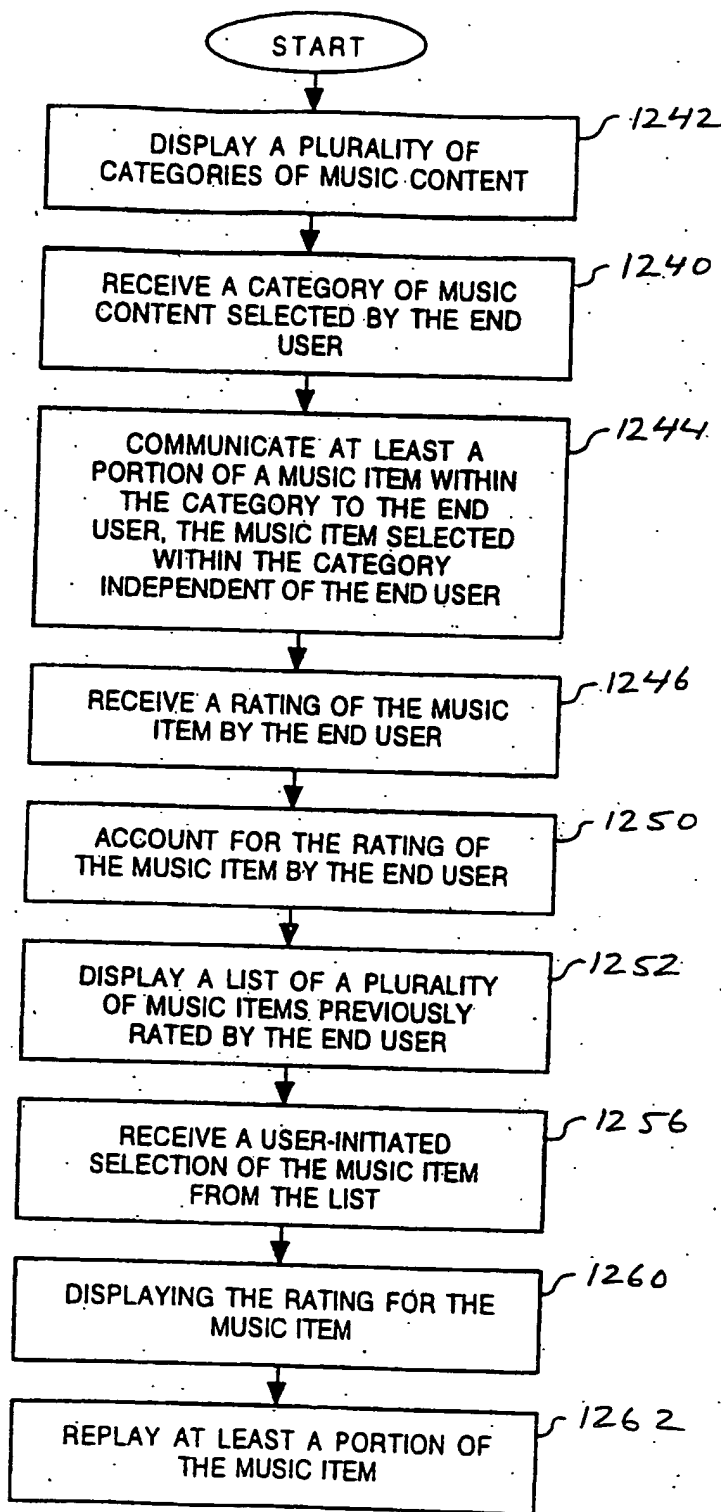 START
1242
DISPLAY A PLURALITY OF
CATEGORIES OF MUSIC CONTENT
1240
RECEIVE A CATEGORY OF MUSIC
CONTENT SELECTED BY THE END
USER
1244
COMMUNICATE AT LEAST A
PORTION OF A MUSIC ITEM WITHIN
THE CATEGORY TO THE END
USER, THE MUSIC ITEM SELECTED
WITHIN THE CATEGORY
INDEPENDENT OF THE END USER
1246
RECEIVE A RATING OF THE MUSIC
ITEM BY THE END USER
1250
ACCOUNT FOR THE RATING OF
THE MUSIC ITEM BY THE END USER
1252
DISPLAY A LIST OF A PLURALITY
OF MUSIC ITEMS PREVIOUSLY
RATED BY THE END USER
1256
RECEIVE A USER-INITIATED
SELECTION OF THE MUSIC ITEM
FROM THE LIST
1260
DISPLAYING THE RATING FOR THE
MUSIC ITEM
1262
REPLAY AT LEAST A PORTION OF
THE MUSIC ITEM